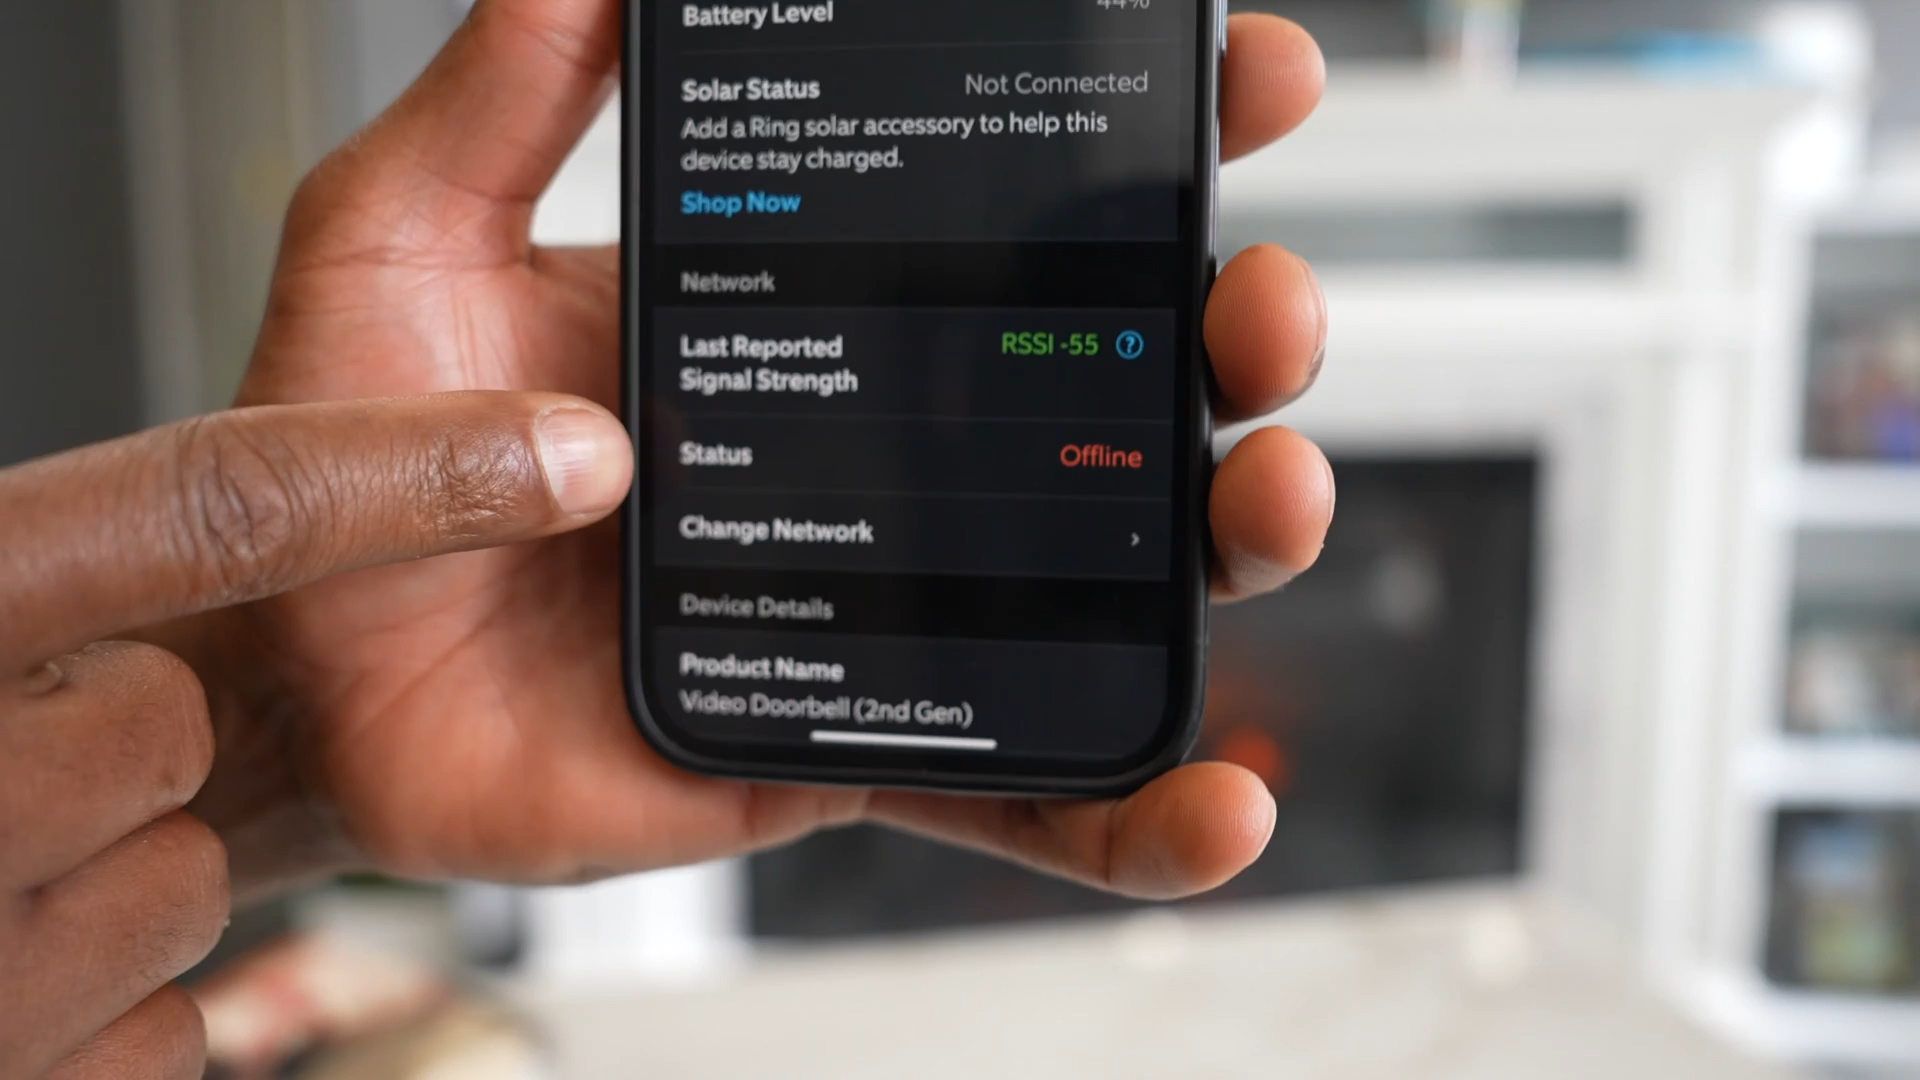 Battery Level 44%
Solar Status Not Connected
Add a Ring solar accessory to help this
device stay charged.
Shop Now
Network
Last Reported RSSI -55 ?
Signal Strength
Status Offline
Change Network ›
Device Details
Product Name
Video Doorbell (2nd Gen)